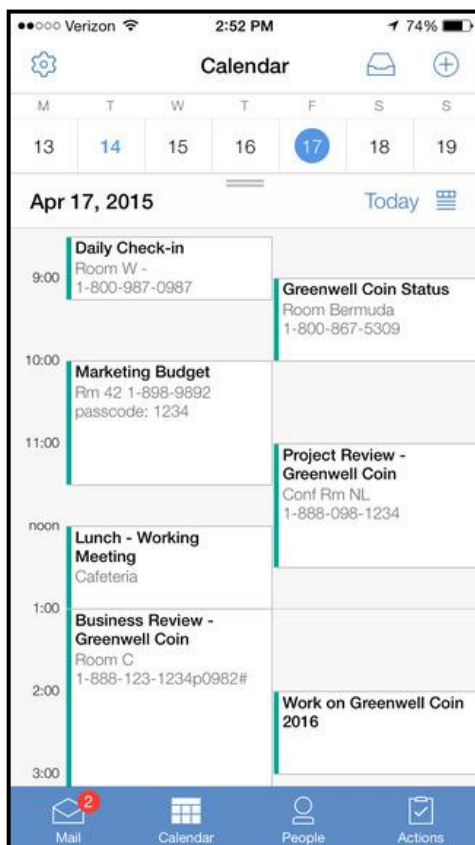 Verizon 2:52 PM 74%
Calendar
M T W T F S S
13 14 15 16 17 18 19
Apr 17, 2015 Today
Daily Check-in
Room W -
1-800-987-0987
9:00
Greenwell Coin Status
Room Bermuda
1-800-867-5309
10:00
Marketing Budget
Rm 42 1-898-9892
passcode: 1234
11:00
Project Review -
Greenwell Coin
Conf Rm NL
1-888-098-1234
noon
Lunch - Working
Meeting
Cafeteria
1:00
Business Review -
Greenwell Coin
Room C
1-888-123-1234p0982#
2:00
Work on Greenwell Coin
2016
3:00
2
Mail Calendar People Actions